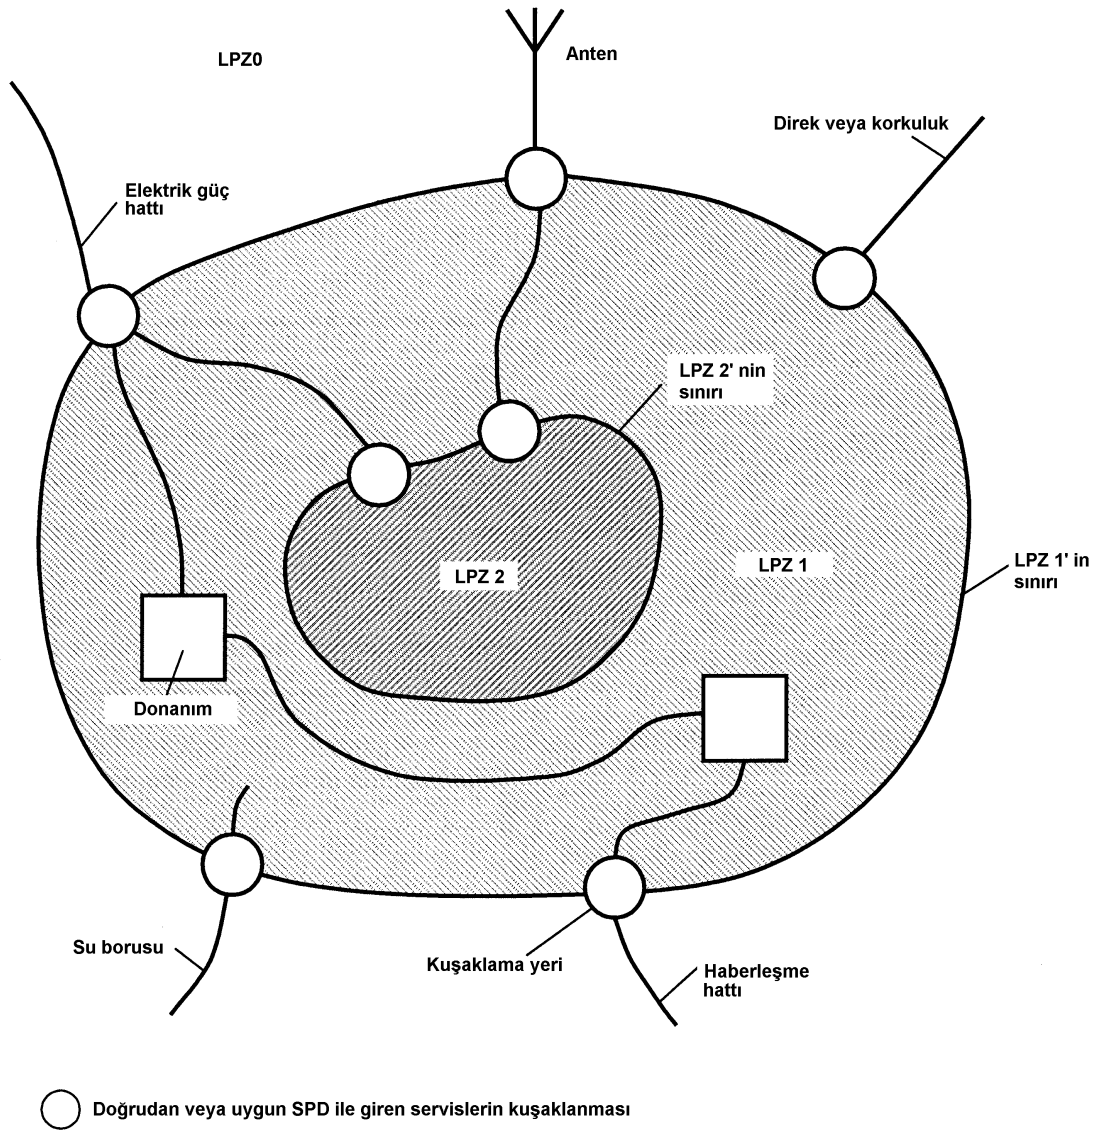 LPZ0
Anten
Direk veya korkuluk
Elektrik güç
hattı
LPZ 2' nin
sınırı
LPZ 1
LPZ 1' in
sınırı
LPZ 2
Donanım
Su borusu
Kuşaklama yeri
Haberleşme
hattı
Doğrudan veya uygun SPD ile giren servislerin kuşaklanması